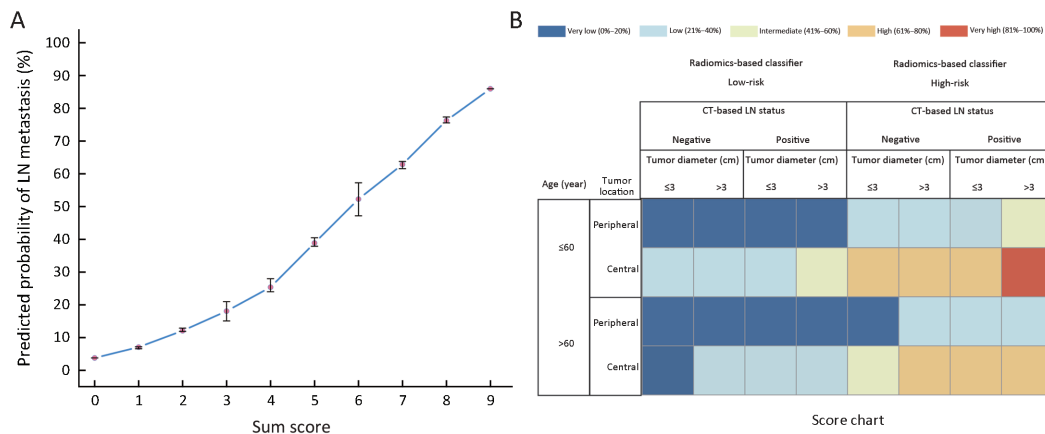 A
Predicted probability of LN metastasis (%)
100
90
80
70
60
50
40
30
20
10
0
0 1 2 3 4 5 6 7 8 9
Sum score
B
Very low (0%–20%) Low (21%–40%) Intermediate (41%–60%) High (61%–80%) Very high (81%–100%)
Radiomics-based classifier Radiomics-based classifier
Low-risk High-risk
CT-based LN status CT-based LN status
Negative Positive Negative Positive
Tumor diameter (cm) Tumor diameter (cm) Tumor diameter (cm) Tumor diameter (cm)
Age (year) Tumor location ≤3 >3 ≤3 >3 ≤3 >3 ≤3 >3
≤60
Peripheral
Central
>60
Peripheral
Central
Score chart